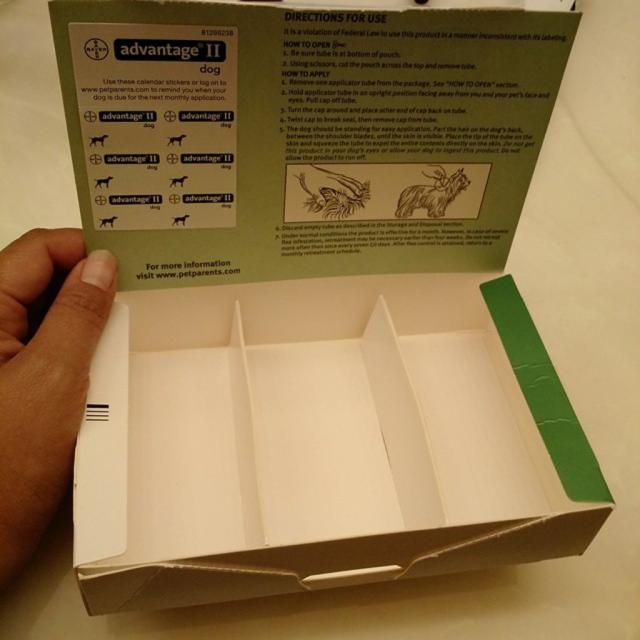 81298238
BAYER
advantage® II
dog
Use these calendar stickers or log on to
www.petparents.com to remind you when your
dog is due for the next monthly application.
advantage® II
dog
advantage® II
dog
advantage® II
dog
advantage® II
dog
advantage® II
dog
advantage® II
dog
For more information
visit www.petparents.com
DIRECTIONS FOR USE
It is a violation of Federal Law to use this product in a manner inconsistent with its labeling.
HOW TO OPEN
1. Be sure tube is at bottom of pouch.
2. Using scissors, cut the pouch across the top and remove tube.
HOW TO APPLY
1. Remove one applicator tube from the package. See "HOW TO OPEN" section.
2. Hold applicator tube in an upright position facing away from you and your pet's face and
eyes. Pull cap off tube.
3. Turn the cap around and place other end of cap back on tube.
4. Twist cap to break seal, then remove cap from tube.
5. The dog should be standing for easy application. Part the hair on the dog's back,
between the shoulder blades, until the skin is visible. Place the tip of the tube on the
skin and squeeze the tube to expel the entire contents directly on the skin. Do not get
this product in your dog's eyes or allow your dog to ingest this product. Do not
allow the product to run off.
6. Discard empty tube as described in the Storage and Disposal section.
7. Under normal conditions the product is effective for a month. However, in case of severe
flea infestation, retreatment may be necessary earlier than four weeks. Do not retreat
more often than once every seven (7) days. After flea control is attained, return to a
monthly retreatment schedule.